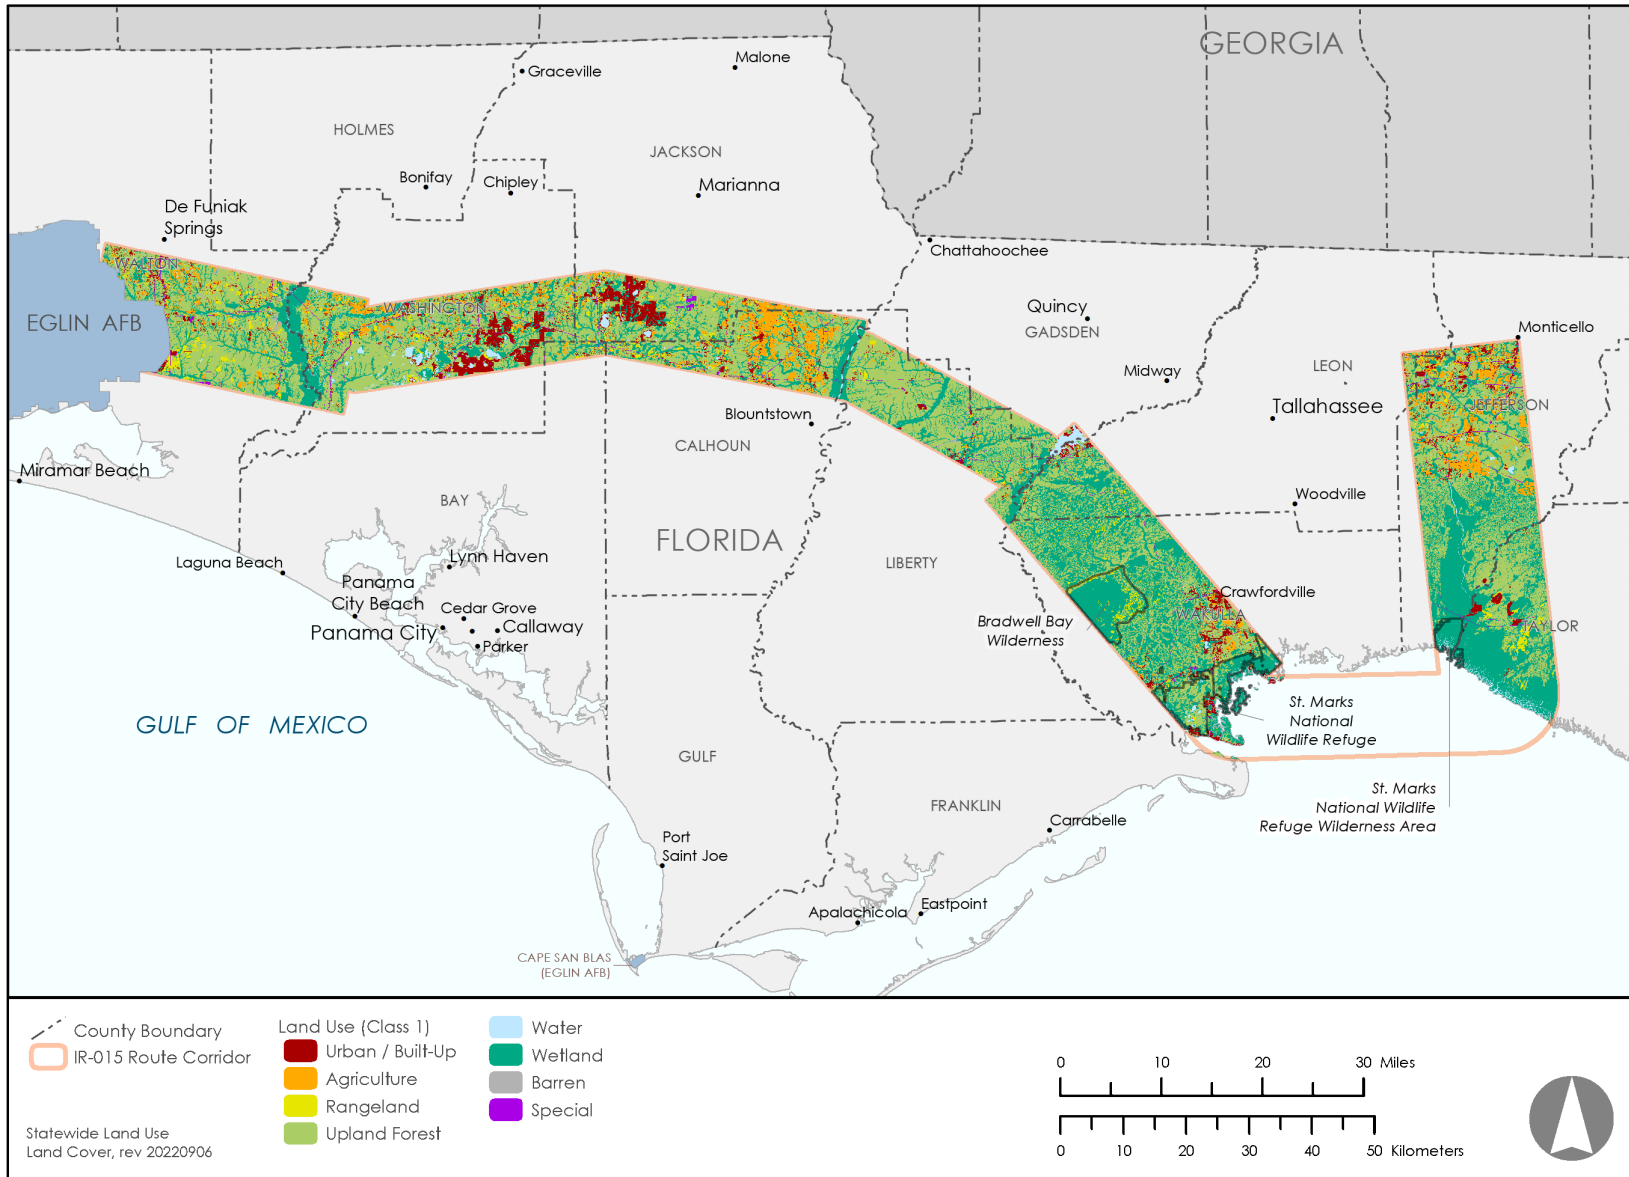 GEORGIA
Malone
Graceville
HOLMES
JACKSON
Bonifay
Chipley
Marianna
De Funiak
Springs
Chattahoochee
WALTON
EGLIN AFB
WASHINGTON
Quincy
GADSDEN
Monticello
Midway
LEON
Tallahassee
JEFFERSON
Blountstown
CALHOUN
Miramar Beach
BAY
Woodville
FLORIDA
Laguna Beach
Lynn Haven
LIBERTY
Panama
City Beach
Cedar Grove
Panama City
Callaway
Parker
Crawfordville
WAKULLA
Bradwell Bay
Wilderness
TAYLOR
GULF OF MEXICO
St. Marks
National
Wildlife Refuge
GULF
FRANKLIN
St. Marks
National Wildlife
Refuge Wilderness Area
Carrabelle
Port
Saint Joe
Apalachicola
Eastpoint
CAPE SAN BLAS
(EGLIN AFB)
County Boundary
IR-015 Route Corridor
Statewide Land Use
Land Cover, rev 20220906
Land Use (Class 1)
Urban / Built-Up
Agriculture
Rangeland
Upland Forest
Water
Wetland
Barren
Special
0 10 20 30 Miles
0 10 20 30 40 50 Kilometers